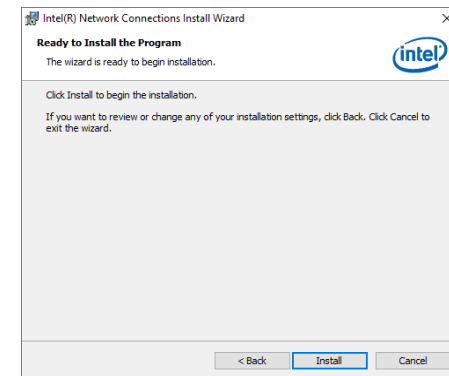 Intel(R) Network Connections Install Wizard
Ready to Install the Program
The wizard is ready to begin installation.
intel
Click Install to begin the installation.
If you want to review or change any of your installation settings, click Back. Click Cancel to
exit the wizard.
< Back Install Cancel